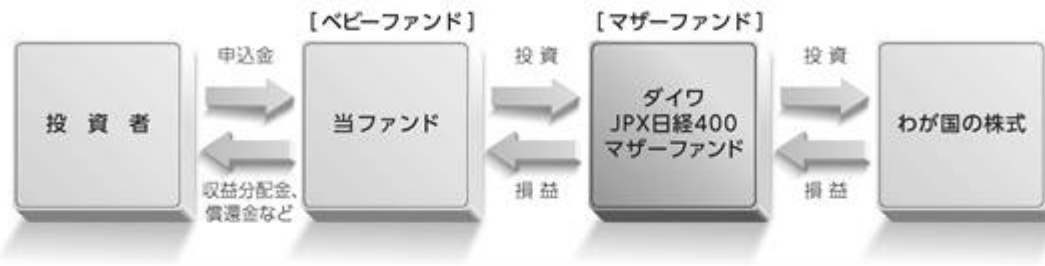 [ベビーファンド]
[マザーファンド]
申込金
投資
投資
投資者
当ファンド
ダイワ
JPX日経400
マザーファンド
わが国の株式
収益分配金、
償還金など
損益
損益